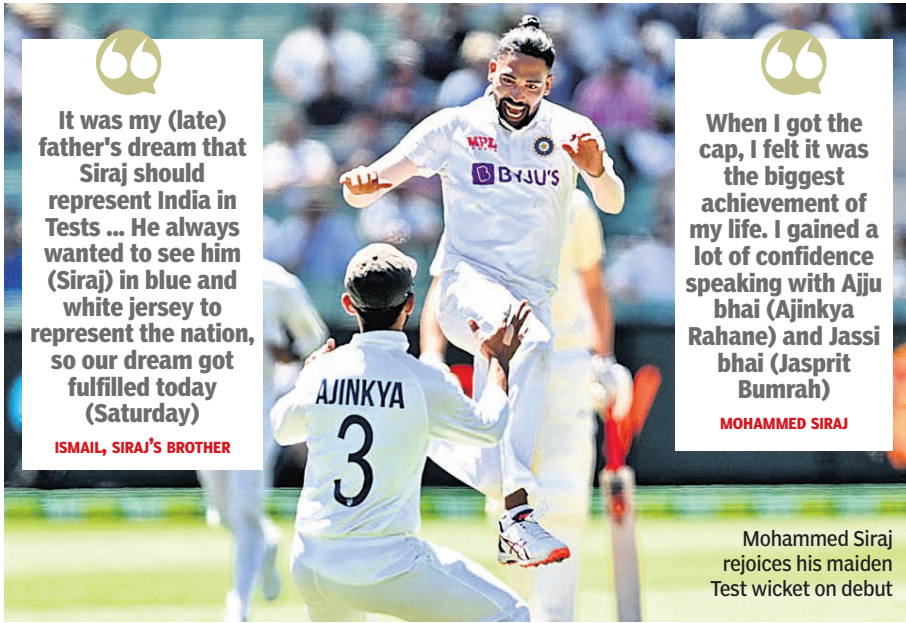 It was my (late)
father's dream that
Siraj should
represent India in
Tests ... He always
wanted to see him
(Siraj) in blue and
white jersey to
represent the nation,
so our dream got
fulfilled today
(Saturday)
ISMAIL, SIRAJ'S BROTHER
MPL
BYJU'S
AJINKYA
3
When I got the
cap, I felt it was
the biggest
achievement of
my life. I gained a
lot of confidence
speaking with Ajju
bhai (Ajinkya
Rahane) and Jassi
bhai (Jasprit
Bumrah)
MOHAMMED SIRAJ
Mohammed Siraj
rejoices his maiden
Test wicket on debut